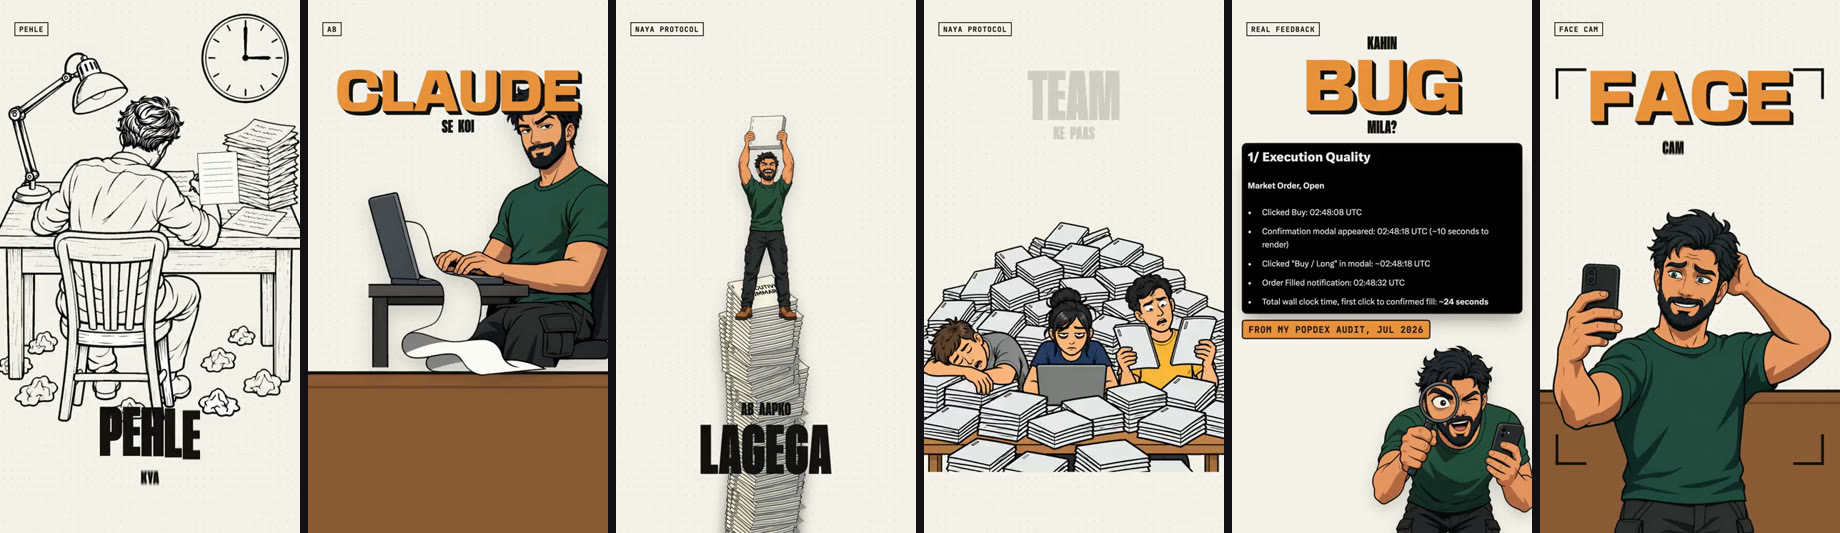 PEHLE
PEHLE
KYA
AB
CLAUDE
SE KOI
NAYA PROTOCOL
AB AAPKO
LAGEGA
NAYA PROTOCOL
TEAM
KE PAAS
REAL FEEDBACK
KAHIN
BUG
MILA?
1/ Execution Quality
Market Order, Open
• Clicked Buy: 02:48:08 UTC
• Confirmation modal appeared: 02:48:18 UTC (~10 seconds to
render)
• Clicked "Buy / Long" in modal: ~02:48:18 UTC
• Order Filled notification: 02:48:32 UTC
• Total wall clock time, first click to confirmed fill: ~24 seconds
FROM MY POPDEX AUDIT, JUL 2026
FACE CAM
FACE
CAM